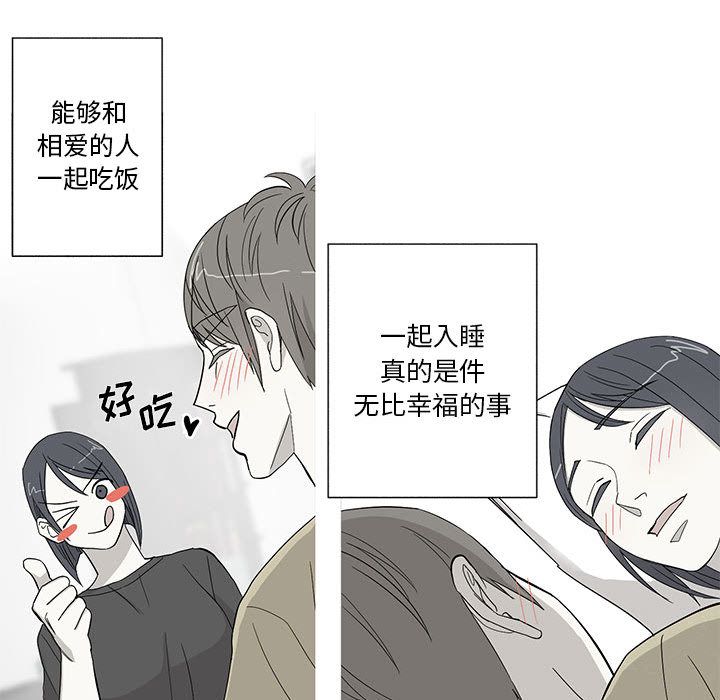 能够和
相爱的人
一起吃饭
好吃♥
一起入睡
真的是件
无比幸福的事